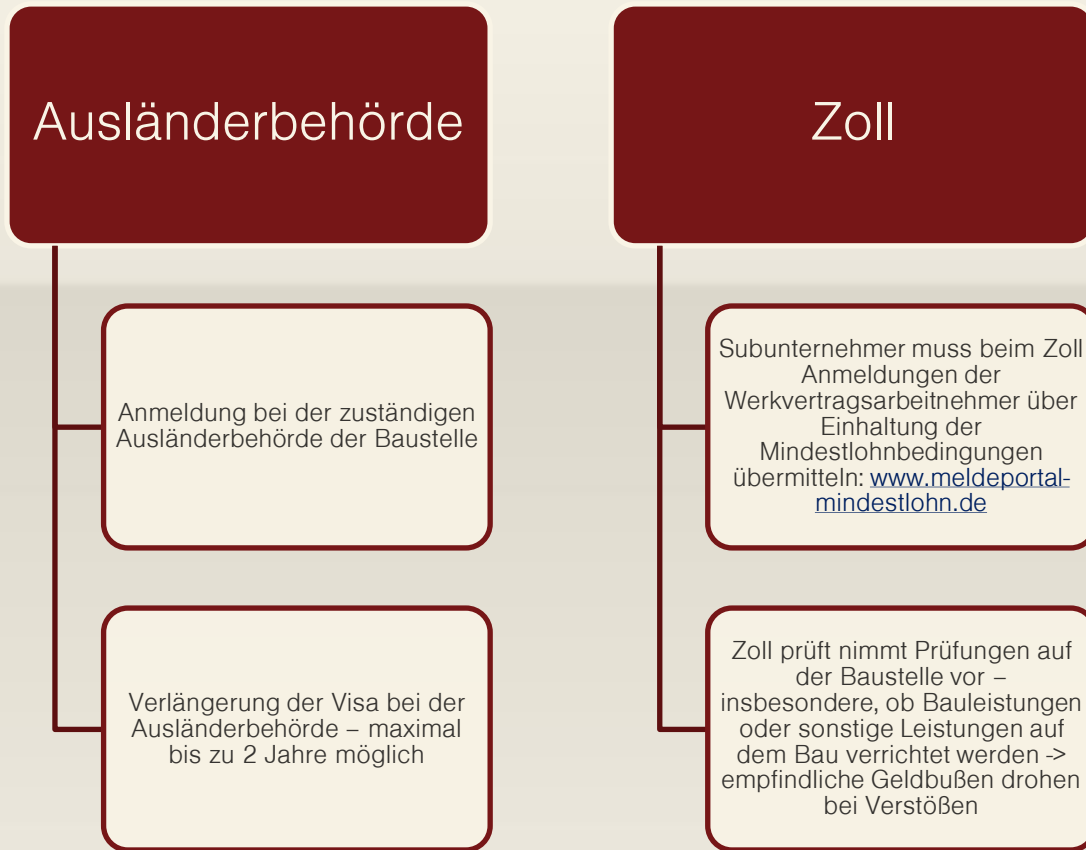 Ausländerbehörde
Anmeldung bei der zuständigen
Ausländerbehörde der Baustelle
Verlängerung der Visa bei der
Ausländerbehörde – maximal
bis zu 2 Jahre möglich
Zoll
Subunternehmer muss beim Zoll
Anmeldungen der
Werkvertragsarbeitnehmer über
Einhaltung der
Mindestlohnbedingungen
übermitteln: www.meldeportal-
mindestlohn.de
Zoll prüft nimmt Prüfungen auf
der Baustelle vor –
insbesondere, ob Bauleistungen
oder sonstige Leistungen auf
dem Bau verrichtet werden ->
empfindliche Geldbußen drohen
bei Verstößen